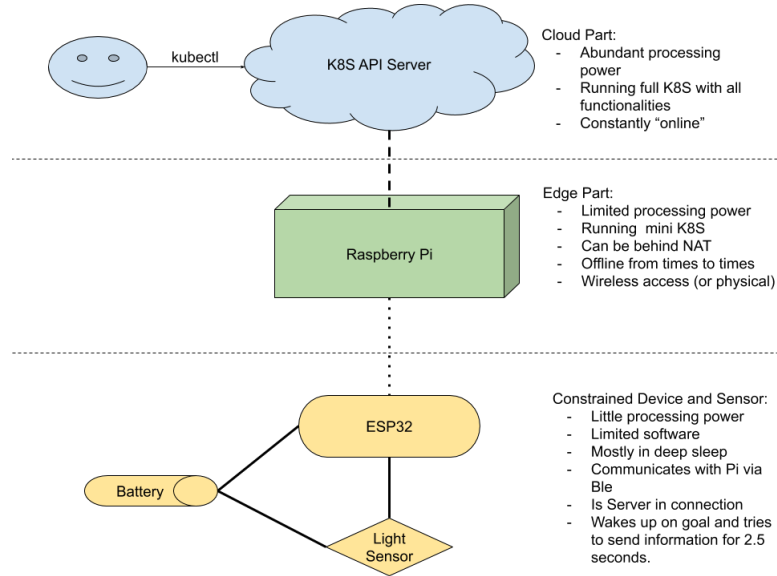 kubectl
K8S API Server
Cloud Part:
- Abundant processing
power
- Running full K8S with all
functionalities
- Constantly “online”
Raspberry Pi
Edge Part:
- Limited processing power
- Running mini K8S
- Can be behind NAT
- Offline from times to times
- Wireless access (or physical)
ESP32
Battery
Light
Sensor
Constrained Device and Sensor:
- Little processing power
- Limited software
- Mostly in deep sleep
- Communicates with Pi via
Ble
- Is Server in connection
- Wakes up on goal and tries
to send information for 2.5
seconds.